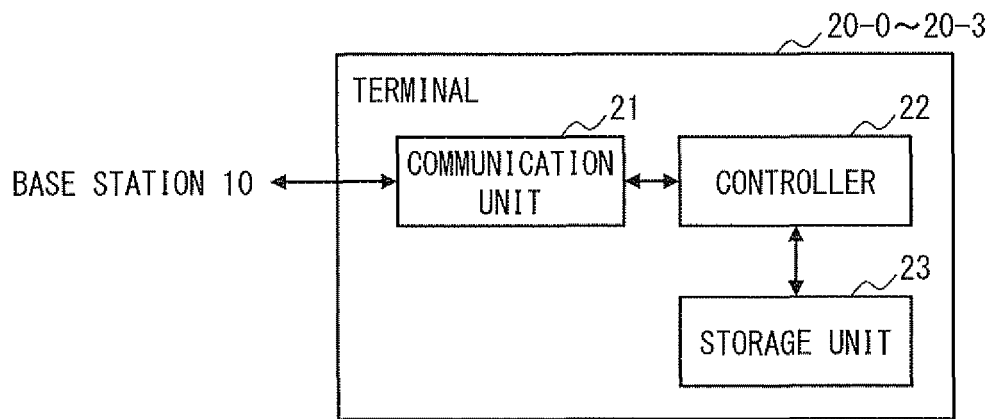 20-0～20-3
TERMINAL
21
22
COMMUNICATION
UNIT
CONTROLLER
BASE STATION 10
23
STORAGE UNIT